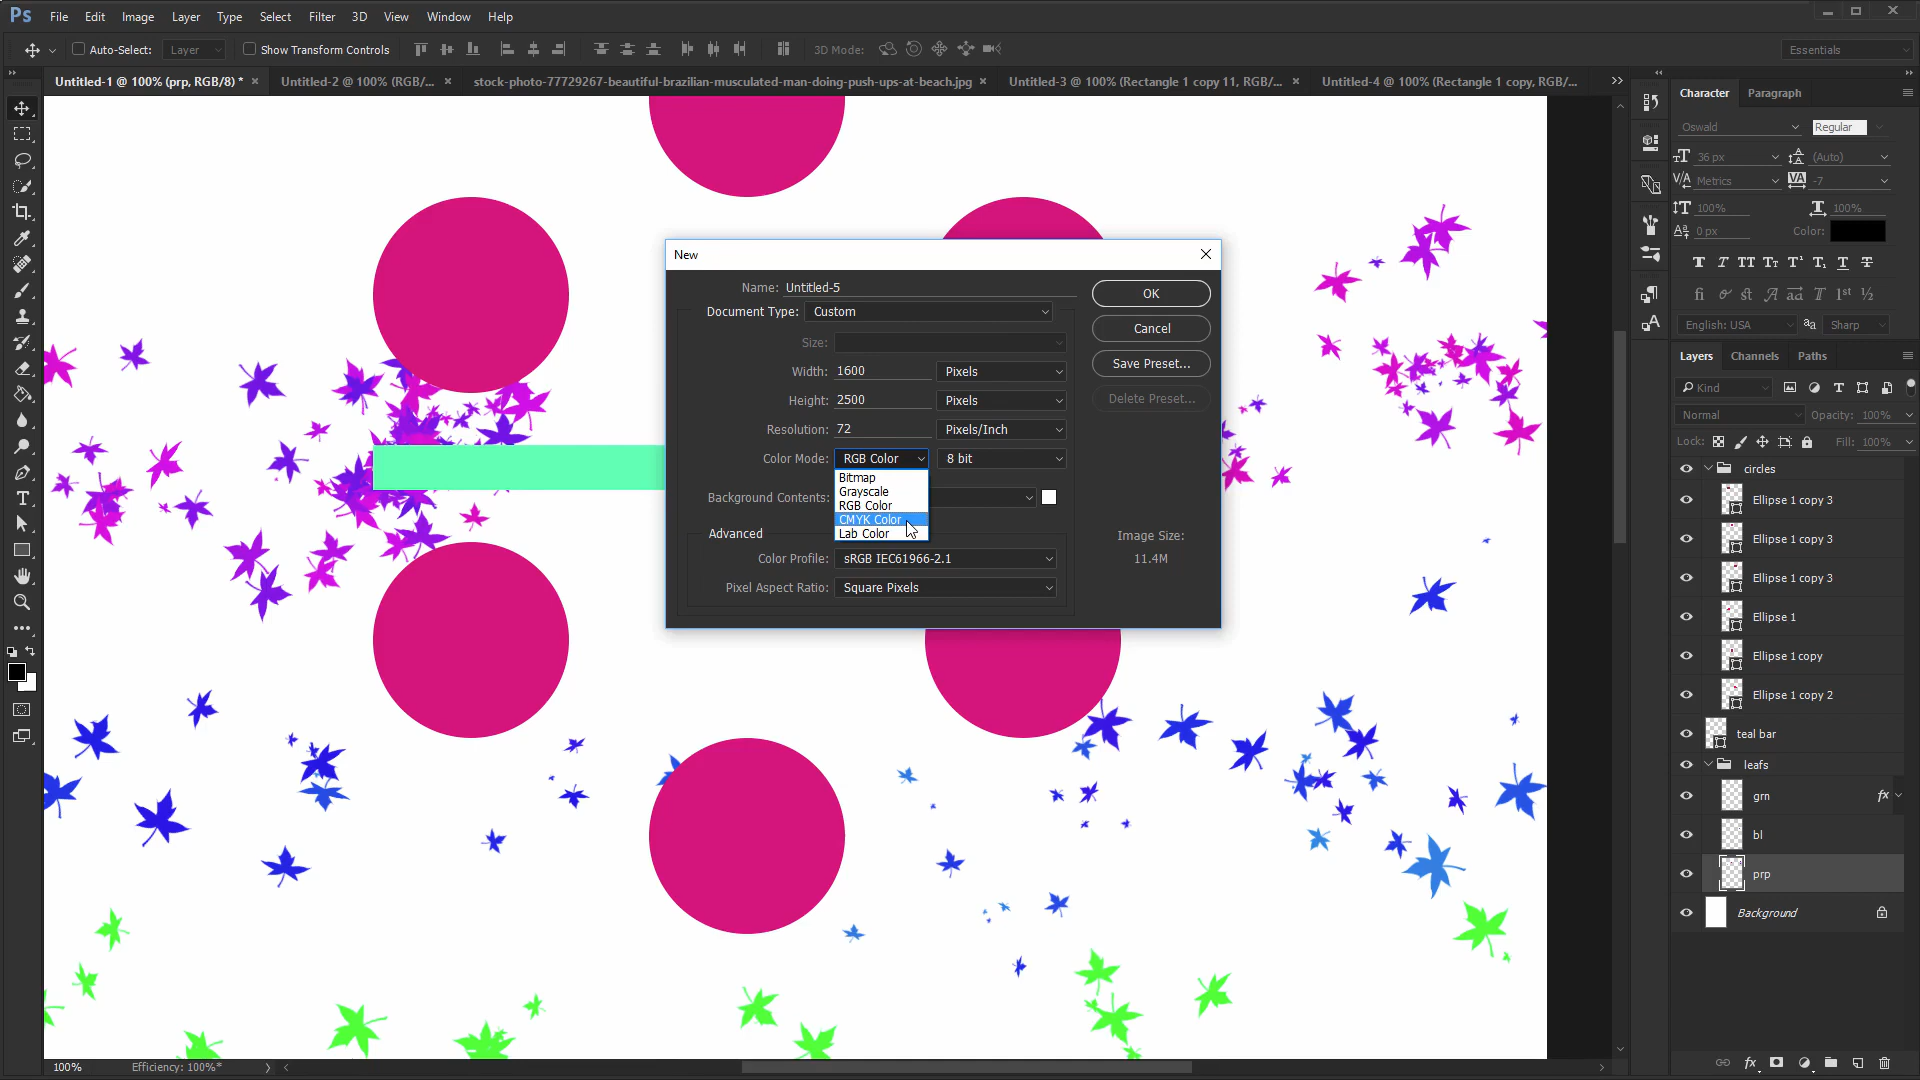 Ps File Edit Image Layer Type Select Filter 3D View Window Help
Auto-Select: Layer Show Transform Controls 3D Mode: Essentials
Untitled-1 @ 100% (prp, RGB/8) * × Untitled-2 @ 100% (RGB/... × stock-photo-77729267-beautiful-brazilian-musculated-man-doing-push-ups-at-beach.jpg × Untitled-3 @ 100% (Rectangle 1 copy 11, RGB/... × Untitled-4 @ 100% (Rectangle 1 copy, RGB/...
New
Name: Untitled-5
Document Type: Custom
Size:
Width: 1600 Pixels
Height: 2500 Pixels
Resolution: 72 Pixels/Inch
Color Mode: RGB Color 8 bit
Bitmap
Grayscale
RGB Color
CMYK Color
Lab Color
Background Contents:
Advanced
Color Profile: sRGB IEC61966-2.1
Pixel Aspect Ratio: Square Pixels
OK
Cancel
Save Preset...
Delete Preset...
Image Size:
11.4M
Character Paragraph
Oswald Regular
36 px (Auto)
Metrics -7
100% 100%
0 px Color:
English: USA Sharp
Layers Channels Paths
Kind
Normal Opacity: 100%
Lock: Fill: 100%
circles
Ellipse 1 copy 3
Ellipse 1 copy 3
Ellipse 1 copy 3
Ellipse 1
Ellipse 1 copy
Ellipse 1 copy 2
teal bar
leafs
grn fx
bl
prp
Background
100% Efficiency: 100%*
fx